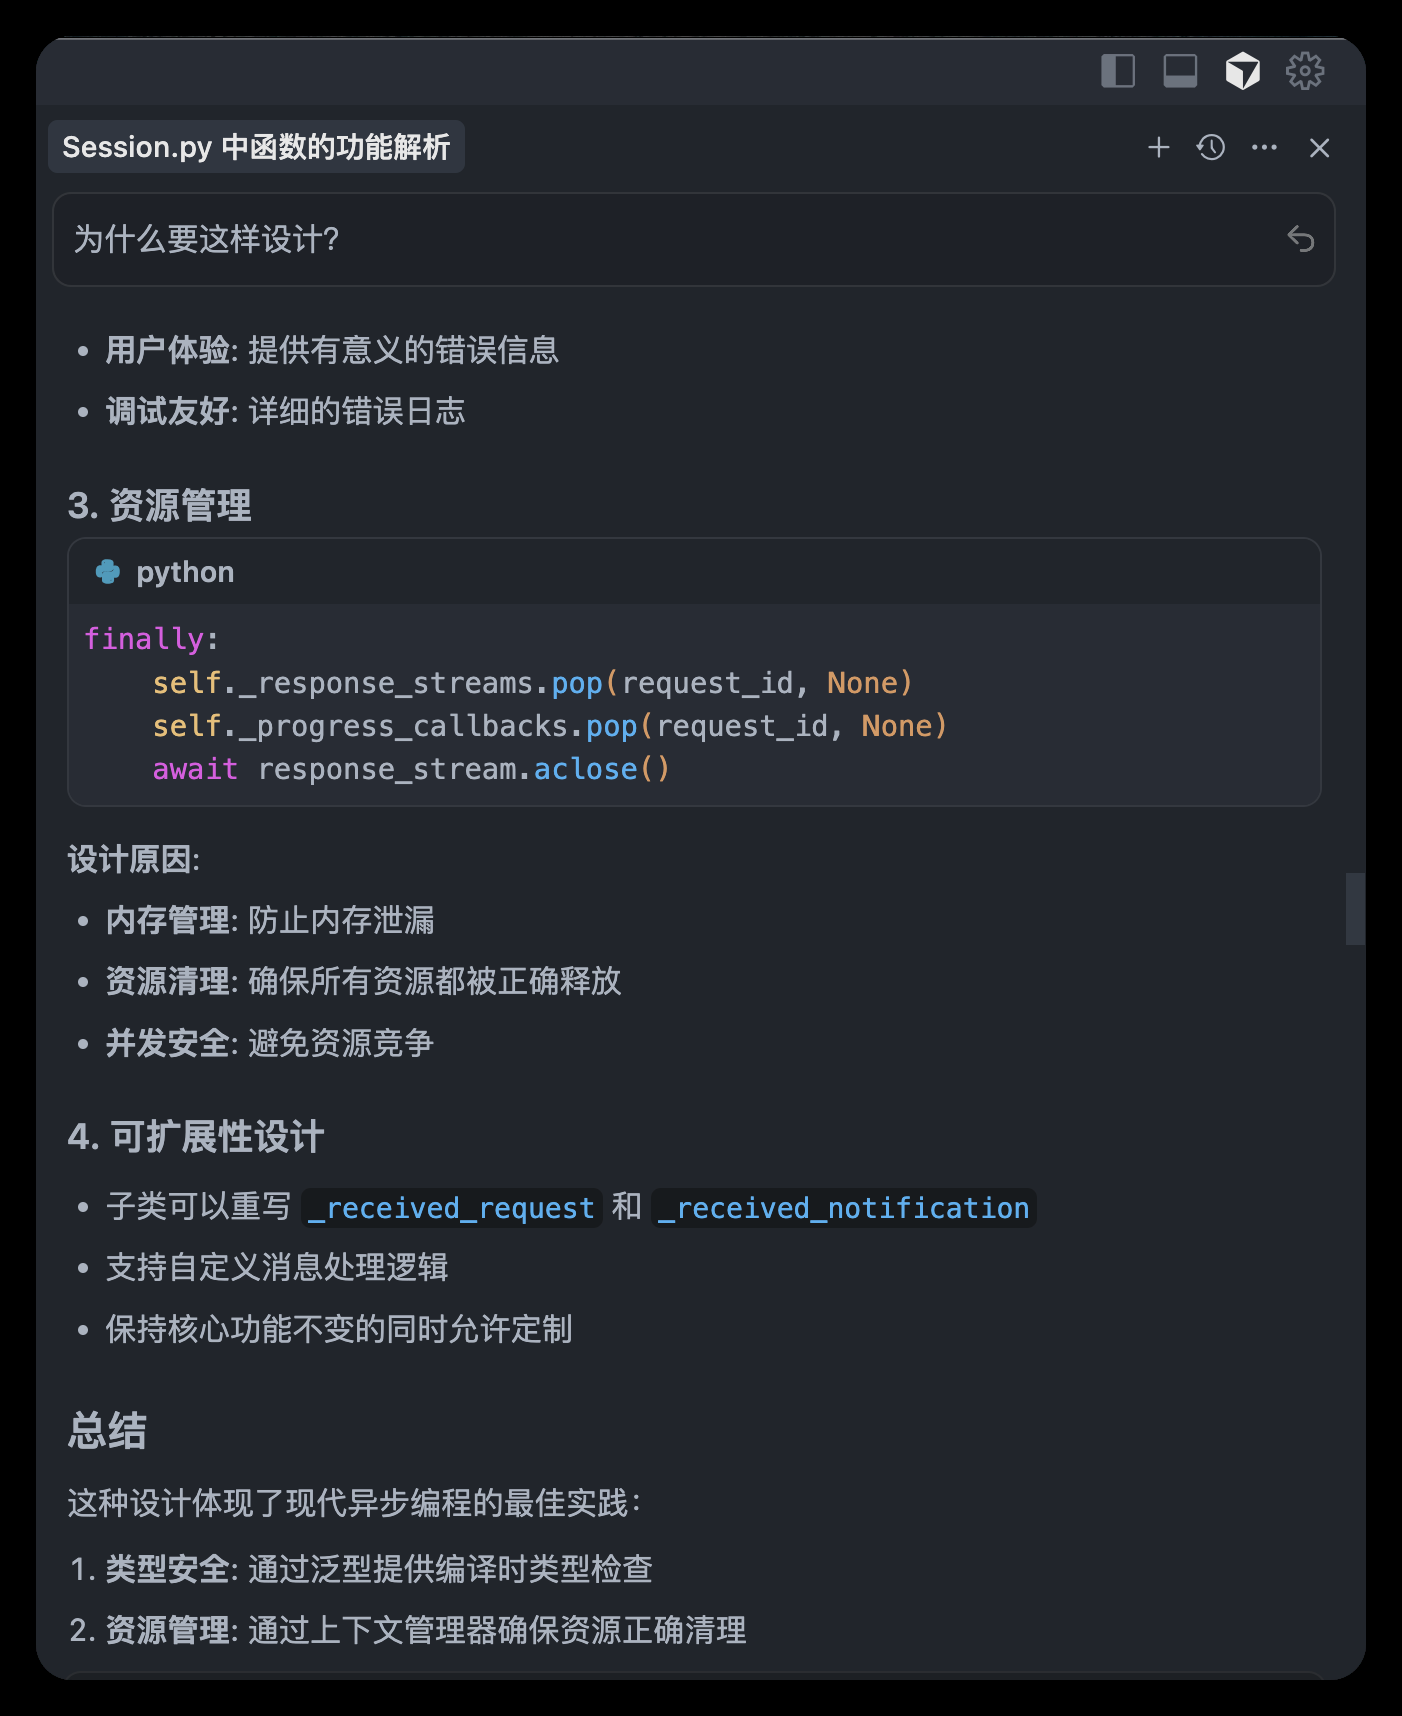 Session.py 中函数的功能解析
为什么要这样设计?
• 用户体验: 提供有意义的错误信息
• 调试友好: 详细的错误日志
3. 资源管理
python
finally:
    self._response_streams.pop(request_id, None)
    self._progress_callbacks.pop(request_id, None)
    await response_stream.aclose()
设计原因:
• 内存管理: 防止内存泄漏
• 资源清理: 确保所有资源都被正确释放
• 并发安全: 避免资源竞争
4. 可扩展性设计
• 子类可以重写 _received_request 和 _received_notification
• 支持自定义消息处理逻辑
• 保持核心功能不变的同时允许定制
总结
这种设计体现了现代异步编程的最佳实践：
1. 类型安全: 通过泛型提供编译时类型检查
2. 资源管理: 通过上下文管理器确保资源正确清理